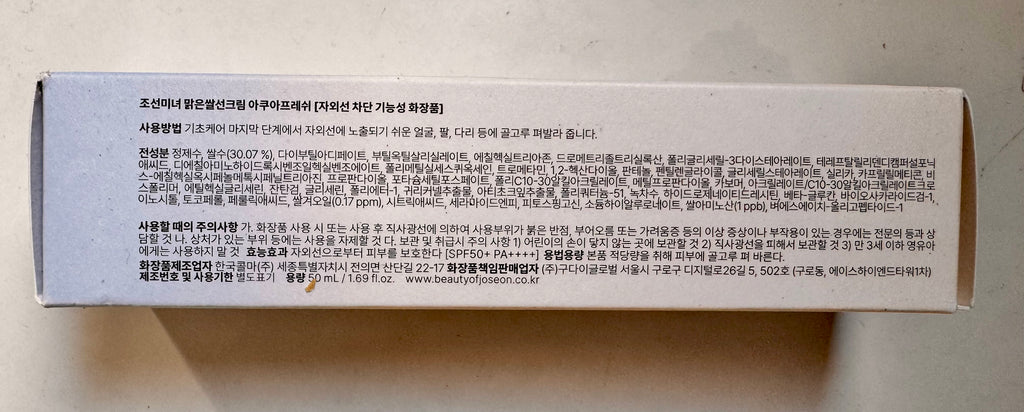 조선미녀 맑은쌀선크림 아쿠아프레쉬 [자외선 차단 기능성 화장품]
사용방법 기초케어 마지막 단계에서 자외선에 노출되기 쉬운 얼굴, 팔, 다리 등에 골고루 펴발라 줍니다.
전성분 정제수, 쌀수(30.07 %), 다이부틸아디페이트, 부틸옥틸살리실레이트, 에칠헥실트리아존, 드로메트리졸트리실록산, 폴리글리세릴-3다이스테아레이트, 테레프탈릴리덴디캠퍼설포닉
애씨드, 디에칠아미노하이드록시벤조일헥실벤조에이트, 폴리메틸실세스퀴옥세인, 트로메타민, 1,2-헥산다이올, 판테놀, 펜틸렌글라이콜, 글리세릴스테아레이트, 실리카, 카프릴릴메티콘, 비
스-에칠헥실옥시페놀메톡시페닐트리아진, 프로판다이올, 포타슘세틸포스페이트, 폴리C10-30알킬아크릴레이트, 메틸프로판다이올, 카보머, 아크릴레이트/C10-30알킬아크릴레이트크로
스폴리머, 에틸헥실글리세린, 잔탄검, 글리세린, 폴리에터-1, 귀리커넬추출물, 아티초크잎추출물, 폴리쿼터늄-51, 녹차수, 하이드로제네이티드레시틴, 베타-글루칸, 바이오사카라이드검-1,
이노시톨, 토코페롤, 페룰릭애씨드, 쌀겨오일(0.17 ppm), 시트릭애씨드, 세라마이드엔피, 피토스핑고신, 소듐하이알루로네이트, 쌀아미노산(1 ppb), 벼에스에이치-올리고펩타이드-1
사용할 때의 주의사항 가. 화장품 사용 시 또는 사용 후 직사광선에 의하여 사용부위가 붉은 반점, 부어오름 또는 가려움증 등의 이상 증상이나 부작용이 있는 경우에는 전문의 등과 상
담할 것 나. 상처가 있는 부위 등에는 사용을 자제할 것 다. 보관 및 취급시 주의 사항 1) 어린이의 손이 닿지 않는 곳에 보관할 것 2) 직사광선을 피해서 보관할 것 3) 만 3세 이하 영유아
에게는 사용하지 말 것 효능효과 자외선으로부터 피부를 보호한다 [SPF50+ PA++++] 용법용량 본품 적당량을 취해 피부에 골고루 펴 바른다.
화장품제조업자 한국콜마(주) 세종특별자치시 전의면 산단길 22-17 화장품책임판매업자 (주)구다이글로벌 서울시 구로구 디지털로26길 5, 502호 (구로동, 에이스하이엔드타워1차)
제조번호 및 사용기한 별도표기 용량 50 mL / 1.69 fl.oz. www.beautyofjoseon.co.kr